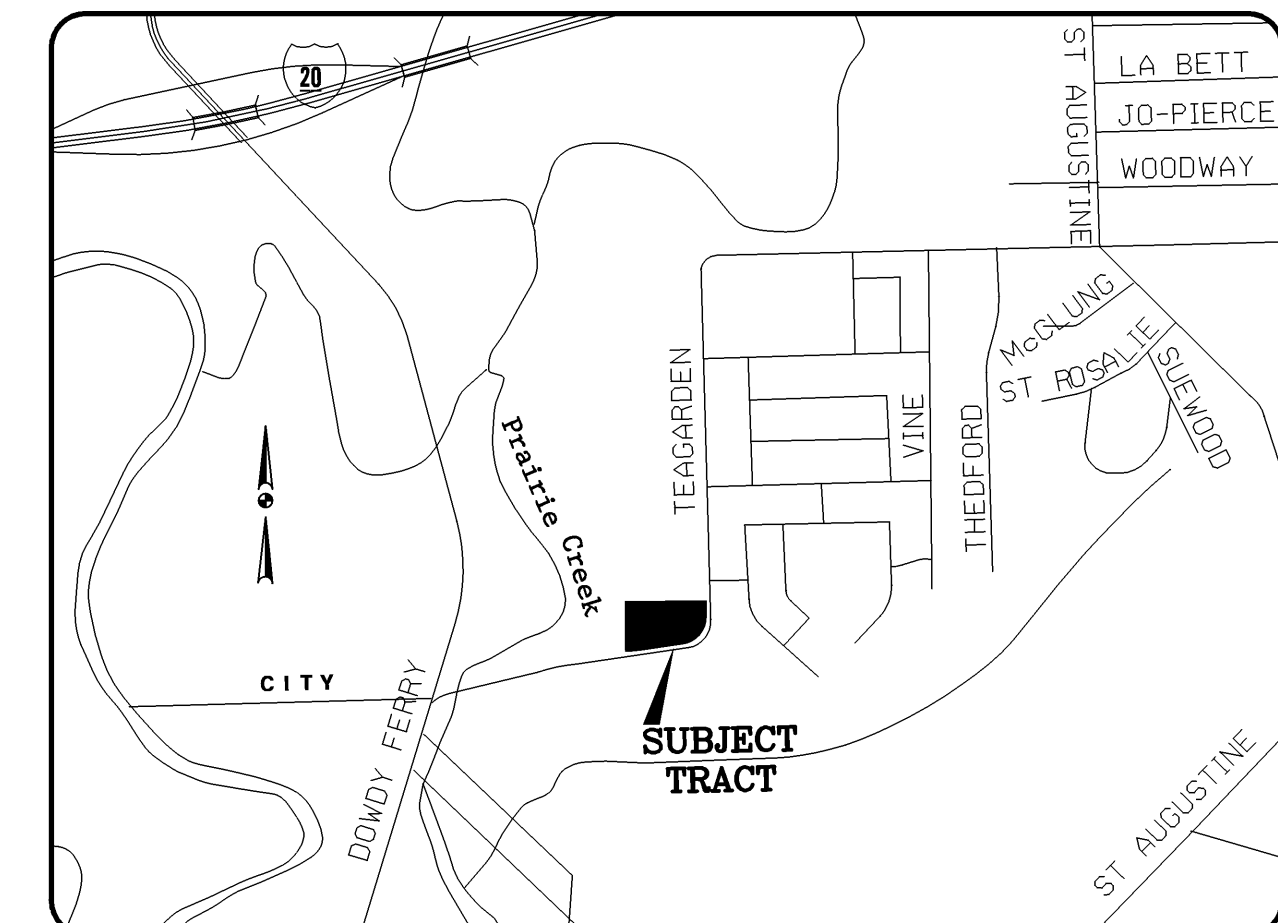 20
ST AUGUSTINE
LA BETT
JO-PIERCE
WOODWAY
McCLUNG
ST ROSALIE
SUEWOOD
TEAGARDEN
VINE
THEDFORD
Prairie Creek
CITY
DOWDY FERRY
SUBJECT
TRACT
ST AUGUSTINE